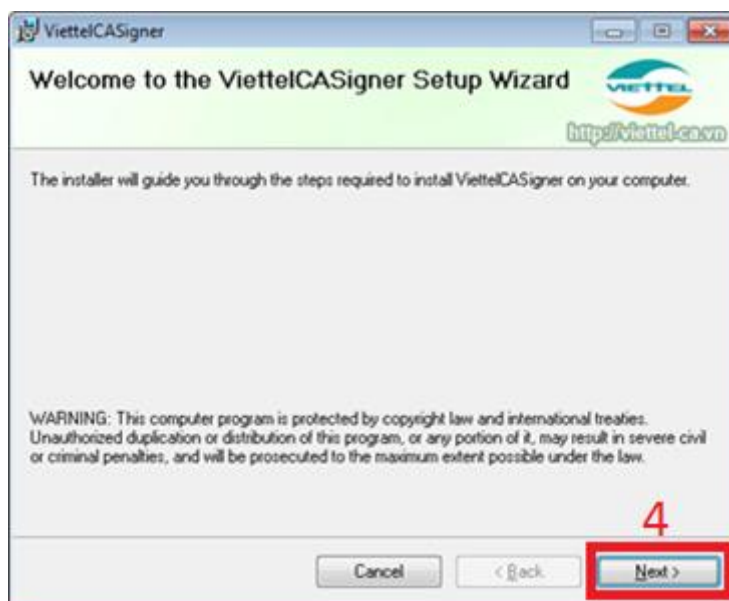 ViettelCASigner
Welcome to the ViettelCASigner Setup Wizard
VIETTEL
http://viettel-ca.vn
The installer will guide you through the steps required to install ViettelCASigner on your computer.
WARNING: This computer program is protected by copyright law and international treaties.
Unauthorized duplication or distribution of this program, or any portion of it, may result in severe civil
or criminal penalties, and will be prosecuted to the maximum extent possible under the law.
4
Cancel
< Back
Next >